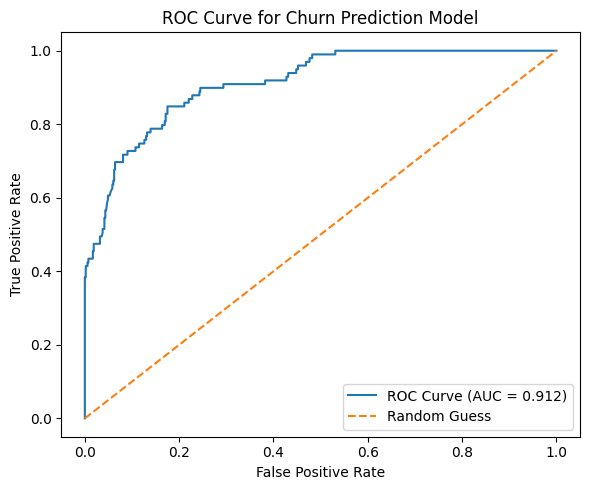 ROC Curve for Churn Prediction Model
True Positive Rate
1.0
0.8
0.6
0.4
0.2
0.0
ROC Curve (AUC = 0.912)
Random Guess
0.0
0.2
0.4
0.6
0.8
1.0
False Positive Rate